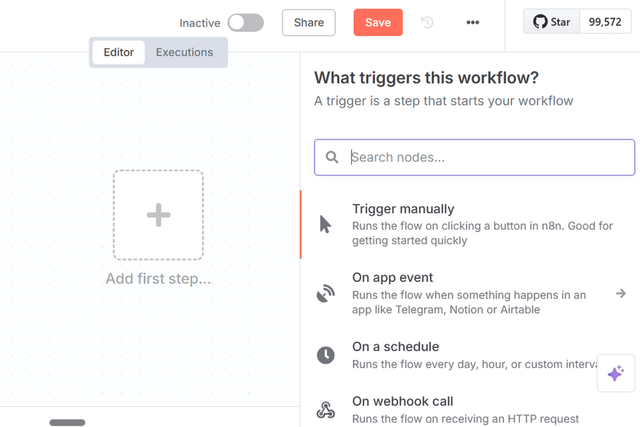 Inactive
Share
Save
Star
99,572
Editor
Executions
What triggers this workflow?
A trigger is a step that starts your workflow
Search nodes...
Add first step...
Trigger manually
Runs the flow on clicking a button in n8n. Good for
getting started quickly
On app event
Runs the flow when something happens in an
app like Telegram, Notion or Airtable
On a schedule
Runs the flow every day, hour, or custom
On webhook call
Runs the flow on receiving an HTTP request